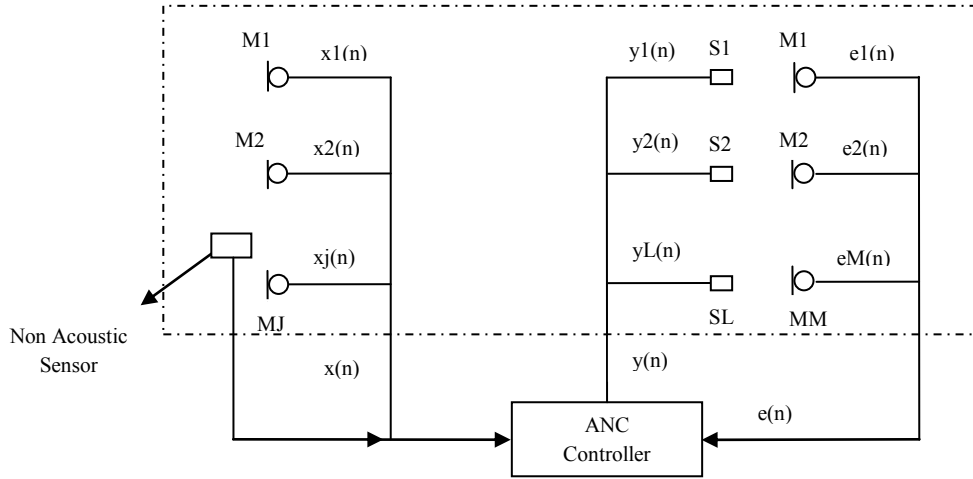 M1
x1(n)
y1(n)
S1
M1
e1(n)
M2
x2(n)
y2(n)
S2
M2
e2(n)
xj(n)
yL(n)
eM(n)
MJ
SL
MM
Non Acoustic
Sensor
x(n)
y(n)
e(n)
ANC
Controller